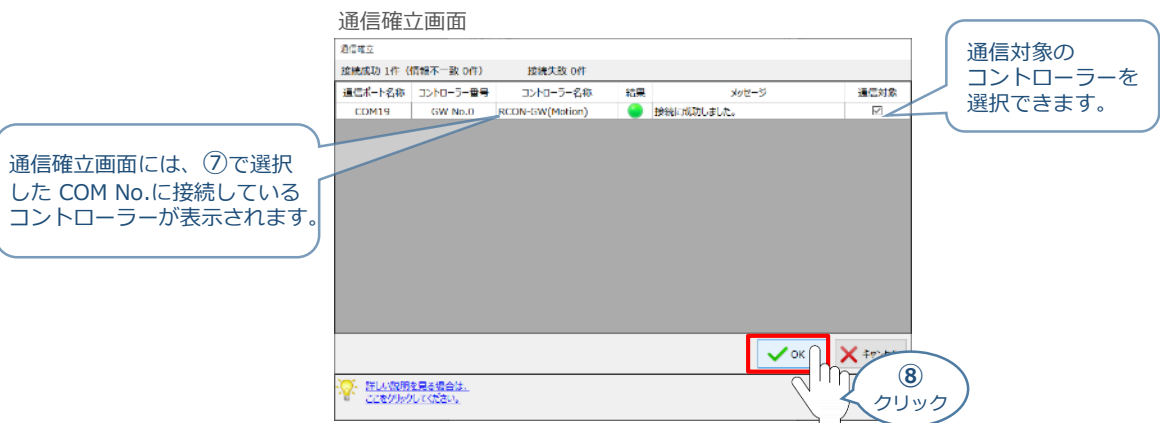 通信確立画面
通信確立
接続成功 1件（情報不一致 0件） 接続失敗 0件
通信ポート名称 コントローラー番号 コントローラー名称 結果 メッセージ 通信対象
COM19 GW No.0 RCON-GW(Motion) 接続に成功しました。
通信対象の
コントローラーを
選択できます。
通信確立画面には、⑦で選択
した COM No.に接続している
コントローラーが表示されます。
OK
詳しい説明を見る場合は、
ここをクリックしてください。
⑧
クリック